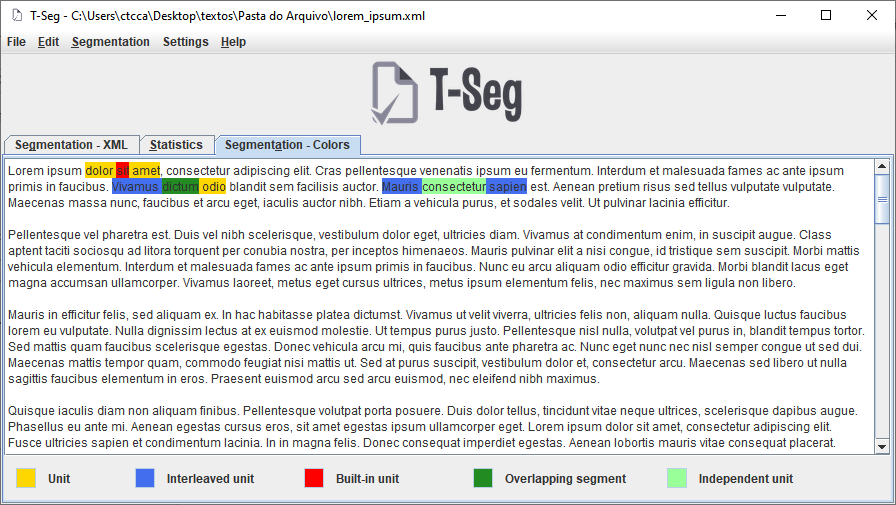 T-Seg - C:\Users\ctcca\Desktop\textos\Pasta do Arquivo\lorem_ipsum.xml
File Edit Segmentation Settings Help
T-Seg
Segmentation - XML Statistics Segmentation - Colors
Lorem ipsum dolor sit amet, consectetur adipiscing elit. Cras pellentesque venenatis ipsum eu fermentum. Interdum et malesuada fames ac ante ipsum
primis in faucibus. Vivamus dictum odio blandit sem facilisis auctor. Mauris consectetur sapien est. Aenean pretium risus sed tellus vulputate vulputate.
Maecenas massa nunc, faucibus et arcu eget, iaculis auctor nibh. Etiam a vehicula purus, et sodales velit. Ut pulvinar lacinia efficitur.
Pellentesque vel pharetra est. Duis vel nibh scelerisque, vestibulum dolor eget, ultricies diam. Vivamus at condimentum enim, in suscipit augue. Class
aptent taciti sociosqu ad litora torquent per conubia nostra, per inceptos himenaeos. Mauris pulvinar elit a nisi congue, id tristique sem suscipit. Morbi mattis
vehicula elementum. Interdum et malesuada fames ac ante ipsum primis in faucibus. Nunc eu arcu aliquam odio efficitur gravida. Morbi blandit lacus eget
magna accumsan ullamcorper. Vivamus laoreet, metus eget cursus ultrices, metus ipsum elementum felis, nec maximus sem ligula non libero.
Mauris in efficitur felis, sed aliquam ex. In hac habitasse platea dictumst. Vivamus ut velit viverra, ultricies felis non, aliquam nulla. Quisque luctus faucibus
lorem eu vulputate. Nulla dignissim lectus at ex euismod molestie. Ut tempus purus justo. Pellentesque nisl nulla, volutpat vel purus in, blandit tempus tortor.
Sed mattis quam faucibus scelerisque egestas. Donec vehicula arcu mi, quis faucibus ante pharetra ac. Nunc eget nunc nec nisl semper congue ut sed dui.
Maecenas mattis tempor quam, commodo feugiat nisi mattis ut. Sed at purus suscipit, vestibulum dolor et, consectetur arcu. Maecenas sed libero ut nulla
sagittis faucibus elementum in eros. Praesent euismod arcu sed arcu euismod, nec eleifend nibh maximus.
Quisque iaculis diam non aliquam finibus. Pellentesque volutpat porta posuere. Duis dolor tellus, tincidunt vitae neque ultrices, scelerisque dapibus augue.
Phasellus eu ante mi. Aenean egestas cursus eros, sit amet egestas ipsum ullamcorper eget. Lorem ipsum dolor sit amet, consectetur adipiscing elit.
Fusce ultricies sapien et condimentum lacinia. In in magna felis. Donec consequat imperdiet egestas. Aenean lobortis mauris vitae consequat placerat.
Unit Interleaved unit Built-in unit Overlapping segment Independent unit